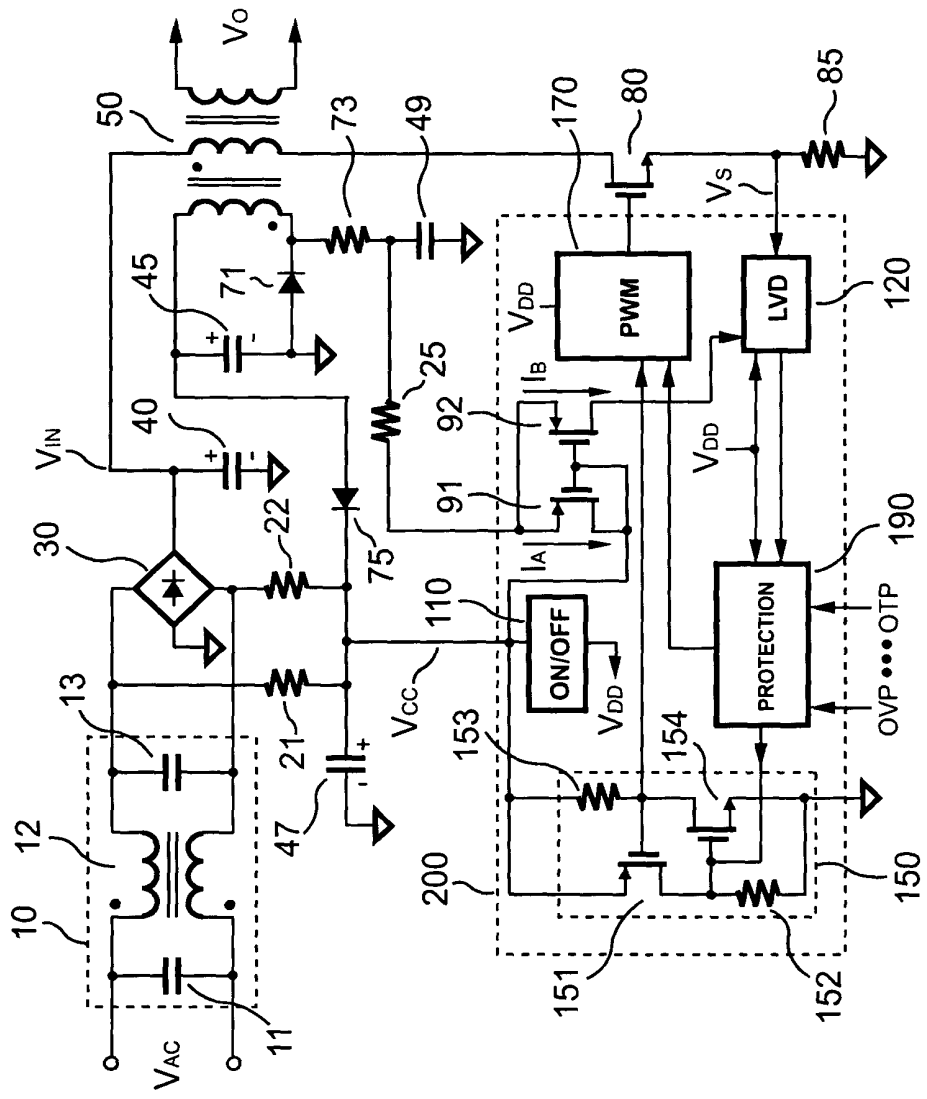 10
12
13
11
VAC
30
VIN
40
45
50
VO
21
22
47
75
71
73
49
25
VCC
110
ON/OFF
VDD
IA
91
92
IB
VDD
PWM
170
80
VS
85
LVD
120
VDD
PROTECTION
190
OVP •••• OTP
200
153
154
151
152
150
+
-
+
-
+
-